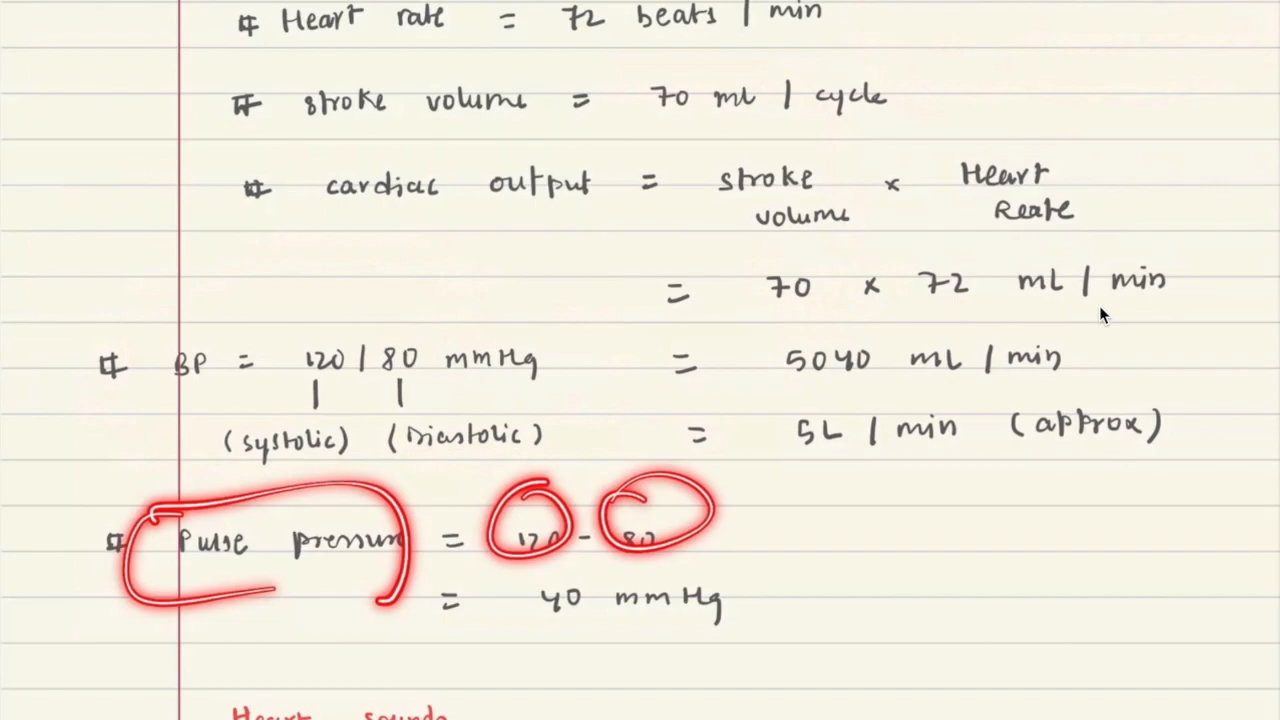 # Heart rate = 72 beats / min
# stroke volume = 70 ml / cycle
# cardiac output = stroke volume x Heart Reate
= 70 x 72 mL / min
# BP = 120 / 80 mmHg
(systolic) (Diastolic)
= 5040 mL / min
= 5L / min (approx)
# Pulse pressure = 120 - 80
= 40 mmHg
Heart sounds